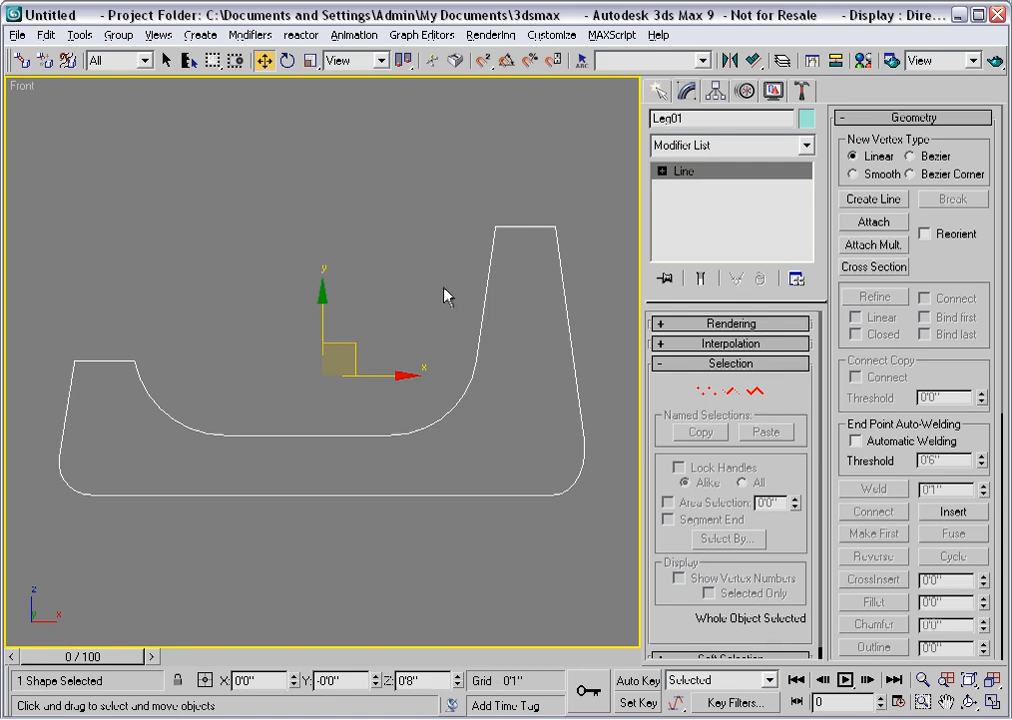 Untitled - Project Folder: C:\Documents and Settings\Admin\My Documents\3dsmax - Autodesk 3ds Max 9 - Not for Resale - Display : Dire...
File Edit Tools Group Views Create Modifiers reactor Animation Graph Editors Rendering Customize MAXScript Help
All View View
Front
Leg01
Modifier List
Line
Rendering
Interpolation
Selection
Named Selections:
Copy Paste
Lock Handles
Alike All
Area Selection: 0'0"
Segment End
Select By...
Display
Show Vertex Numbers
Selected Only
Whole Object Selected
Soft Selection
Geometry
New Vertex Type
Linear Bezier
Smooth Bezier Corner
Create Line Break
Attach Reorient
Attach Mult.
Cross Section
Refine Connect
Linear Bind first
Closed Bind last
Connect Copy
Connect
Threshold 0'0"
End Point Auto-Welding
Automatic Welding
Threshold 0'6"
Weld 0'1"
Connect Insert
Make First Fuse
Reverse Cycle
CrossInsert 0'0"
Fillet 0'0"
Chamfer 0'0"
Outline 0'0"
y
x
z
y
x
0 / 100
1 Shape Selected X: 0'0" Y: -0'0" Z: 0'8" Grid 0'1" Auto Key Selected
Click and drag to select and move objects Add Time Tag Set Key Key Filters... 0